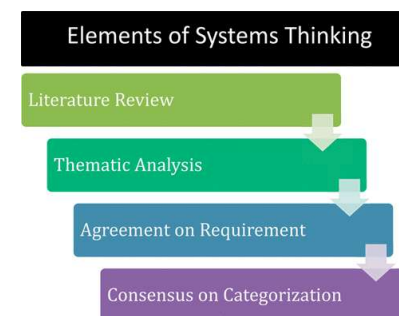 Elements of Systems Thinking
Literature Review
Thematic Analysis
Agreement on Requirement
Consensus on Categorization